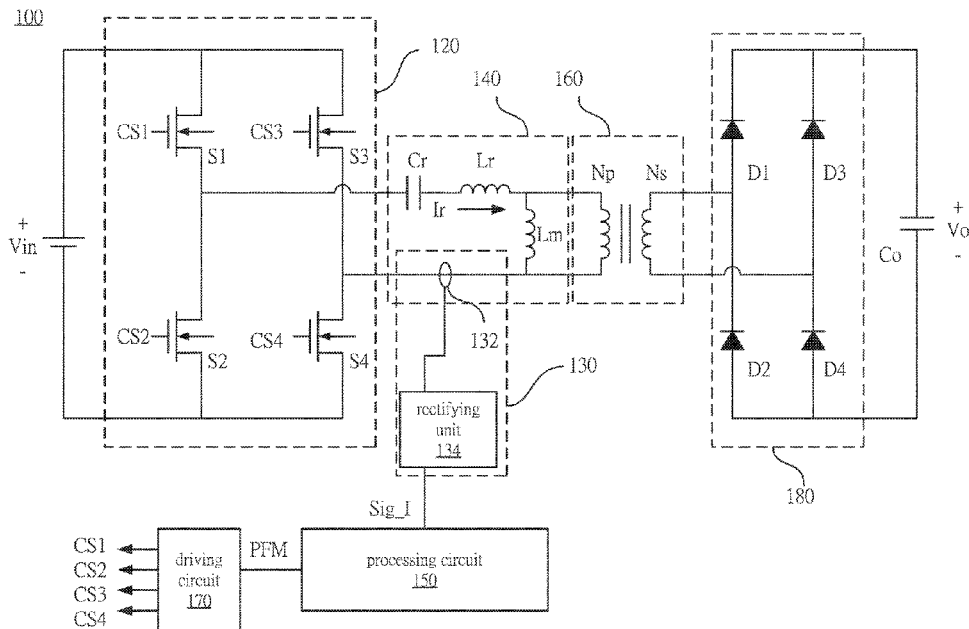 100
120
140
160
CS1
S1
CS3
S3
Cr
Lr
Ir
Lm
Np
Ns
D1
D3
+
Vin
-
Co
+
Vo
-
CS2
S2
CS4
S4
132
130
D2
D4
180
rectifying
unit
134
Sig_I
CS1
CS2
CS3
CS4
driving
circuit
170
PFM
processing circuit
150